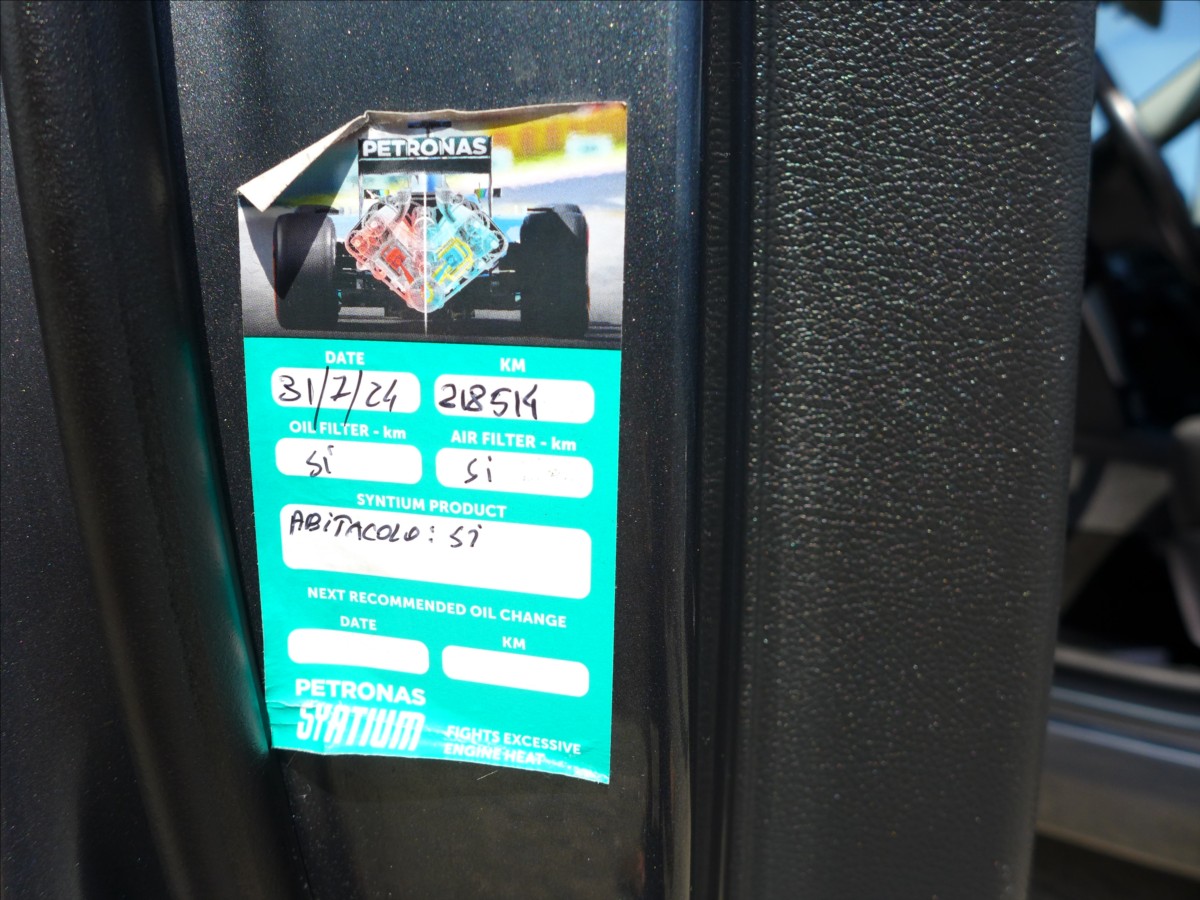 PETRONAS
DATE KM
31/7/24 218514
OIL FILTER - km AIR FILTER - km
Sì Sì
SYNTIUM PRODUCT
ABITACOLO: Sì
NEXT RECOMMENDED OIL CHANGE
DATE KM
PETRONAS
SYNTIUM
FIGHTS EXCESSIVE
ENGINE HEAT